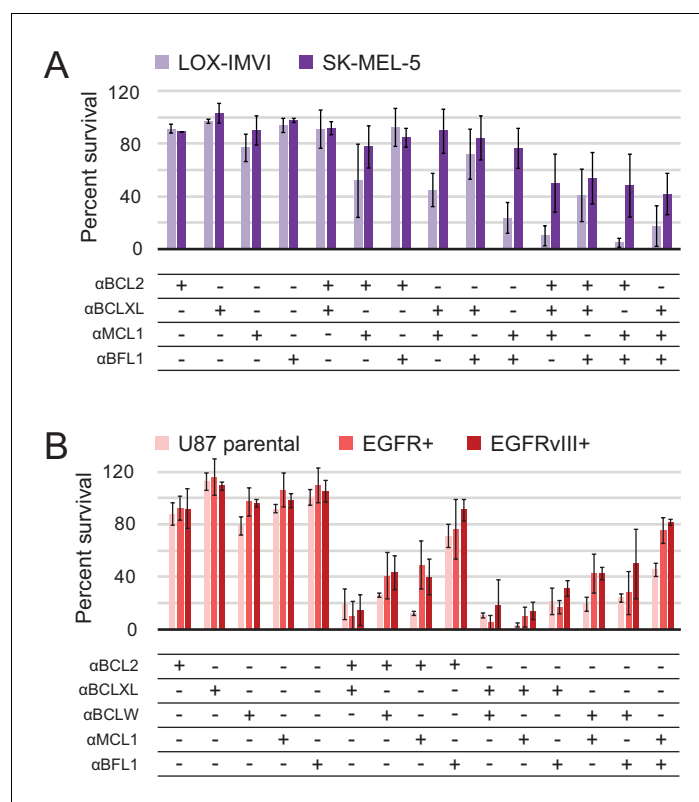 A
LOX-IMVI SK-MEL-5
Percent survival
120
80
40
0
αBCL2 + - - - + + + - - - + + + -
αBCLXL - + - - + - - + + - + + - +
αMCL1 - - + - - + - + - + + - + +
αBFL1 - - - + - - + - + + - + + +
B
U87 parental EGFR+ EGFRvIII+
Percent survival
120
80
40
0
αBCL2 + - - - - + + + + - - - - - -
αBCLXL - + - - - + - - - + + + - - -
αBCLW - - + - - - + - - + - - + + -
αMCL1 - - - + - - - + - - + - + - +
αBFL1 - - - - + - - - + - - + - + +